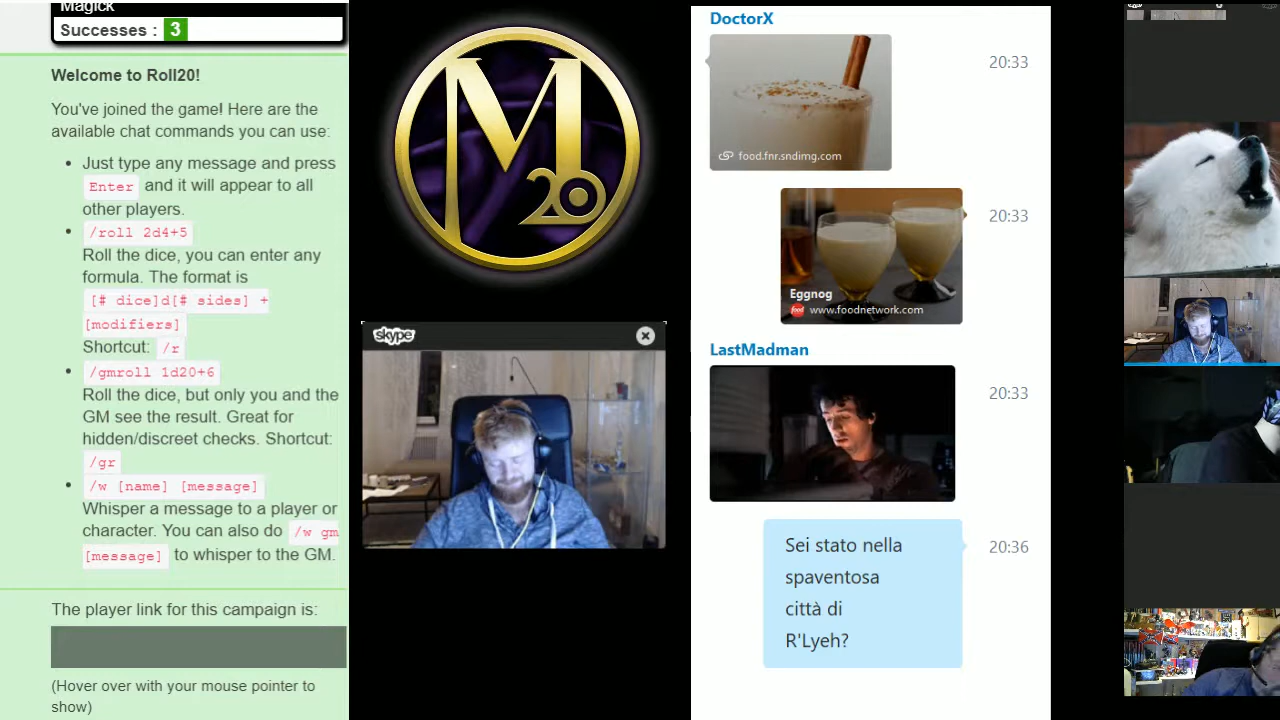 Magick
Successes : 3
Welcome to Roll20!
You've joined the game! Here are the
available chat commands you can use:
Just type any message and press
Enter and it will appear to all
other players.
/roll 2d4+5
Roll the dice, you can enter any
formula. The format is
[# dice]d[# sides] +
[modifiers]
Shortcut: /r
/gmroll 1d20+6
Roll the dice, but only you and the
GM see the result. Great for
hidden/discreet checks. Shortcut:
/gr
/w [name] [message]
Whisper a message to a player or
character. You can also do /w gm
[message] to whisper to the GM.
The player link for this campaign is:
(Hover over with your mouse pointer to
show)
M
20
skype
DoctorX
20:33
food.fnr.sndimg.com
20:33
Eggnog
food www.foodnetwork.com
LastMadman
20:33
Sei stato nella
spaventosa
città di
R'Lyeh?
20:36